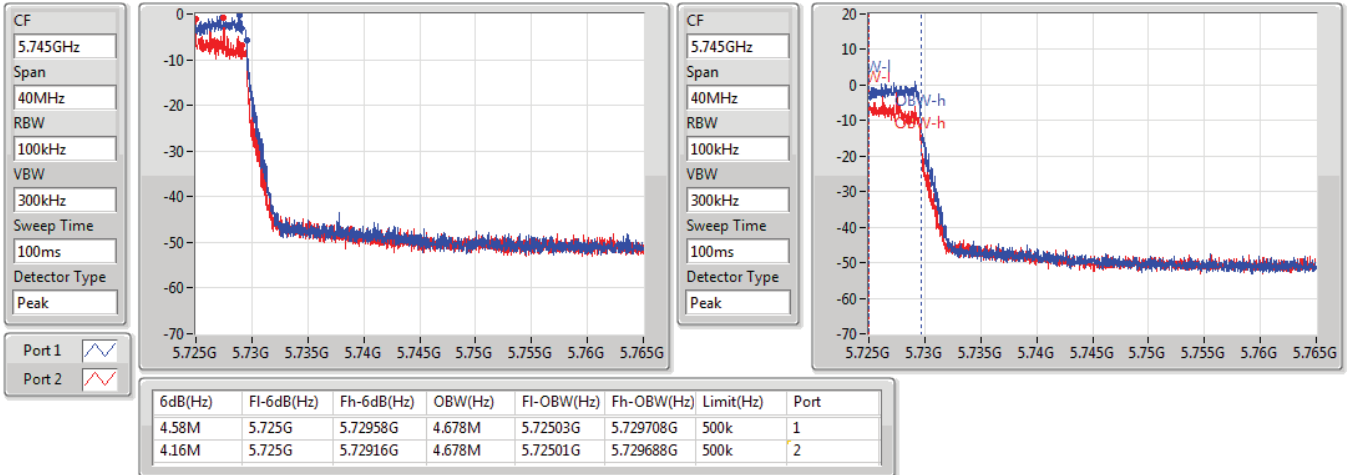 CF
5.745GHz
Span
40MHz
RBW
100kHz
VBW
300kHz
Sweep Time
100ms
Detector Type
Peak
Port 1
Port 2
0
-10
-20
-30
-40
-50
-60
-70
5.725G 5.73G 5.735G 5.74G 5.745G 5.75G 5.755G 5.76G 5.765G
CF
5.745GHz
Span
40MHz
RBW
100kHz
VBW
300kHz
Sweep Time
100ms
Detector Type
Peak
20
10
0
-10
-20
-30
-40
-50
-60
-70
W-l
W-l
OBW-h
OBW-h
5.725G 5.73G 5.735G 5.74G 5.745G 5.75G 5.755G 5.76G 5.765G
6dB(Hz) Fl-6dB(Hz) Fh-6dB(Hz) OBW(Hz) Fl-OBW(Hz) Fh-OBW(Hz) Limit(Hz) Port
4.58M 5.725G 5.72958G 4.678M 5.72503G 5.729708G 500k 1
4.16M 5.725G 5.72916G 4.678M 5.72501G 5.729688G 500k 2